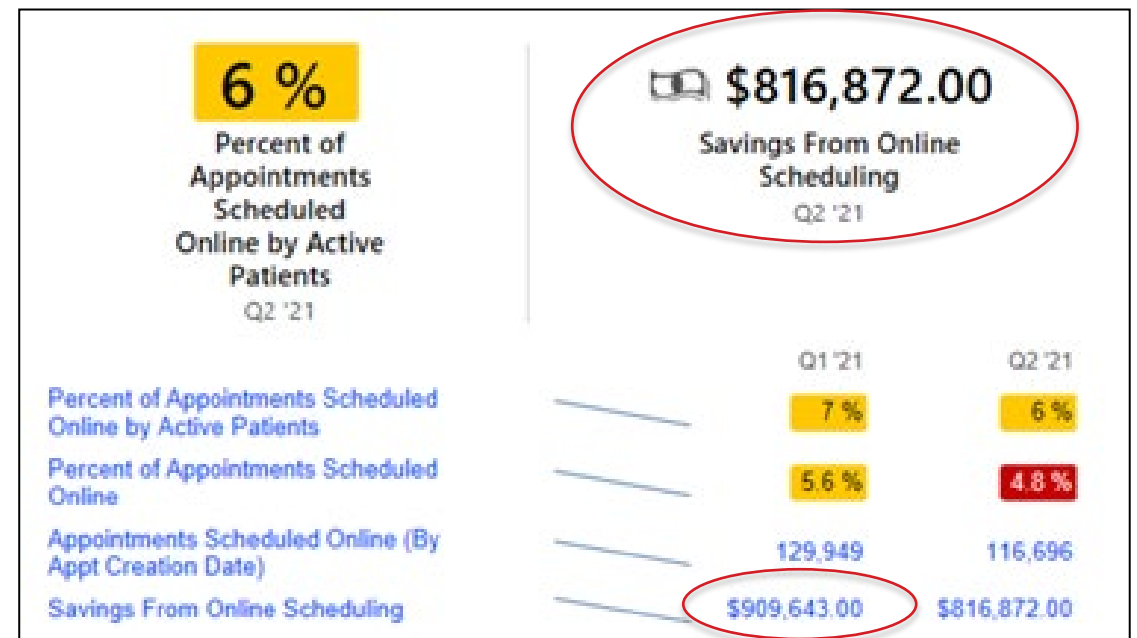 6 %
Percent of
Appointments
Scheduled
Online by Active
Patients
Q2 '21
$816,872.00
Savings From Online
Scheduling
Q2 '21
Q1 '21 Q2 '21
Percent of Appointments Scheduled
Online by Active Patients
7 % 6 %
Percent of Appointments Scheduled
Online
5.6 % 4.8 %
Appointments Scheduled Online (By
Appt Creation Date)
129,949 116,696
Savings From Online Scheduling $909,643.00 $816,872.00